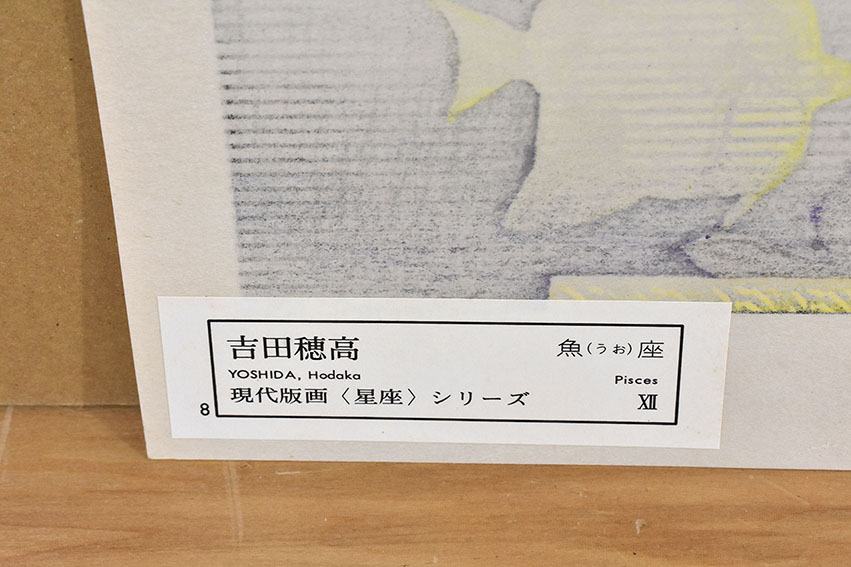 吉田穂高
魚(うお)座
YOSHIDA, Hodaka
Pisces
現代版画〈星座〉シリーズ
XII
8